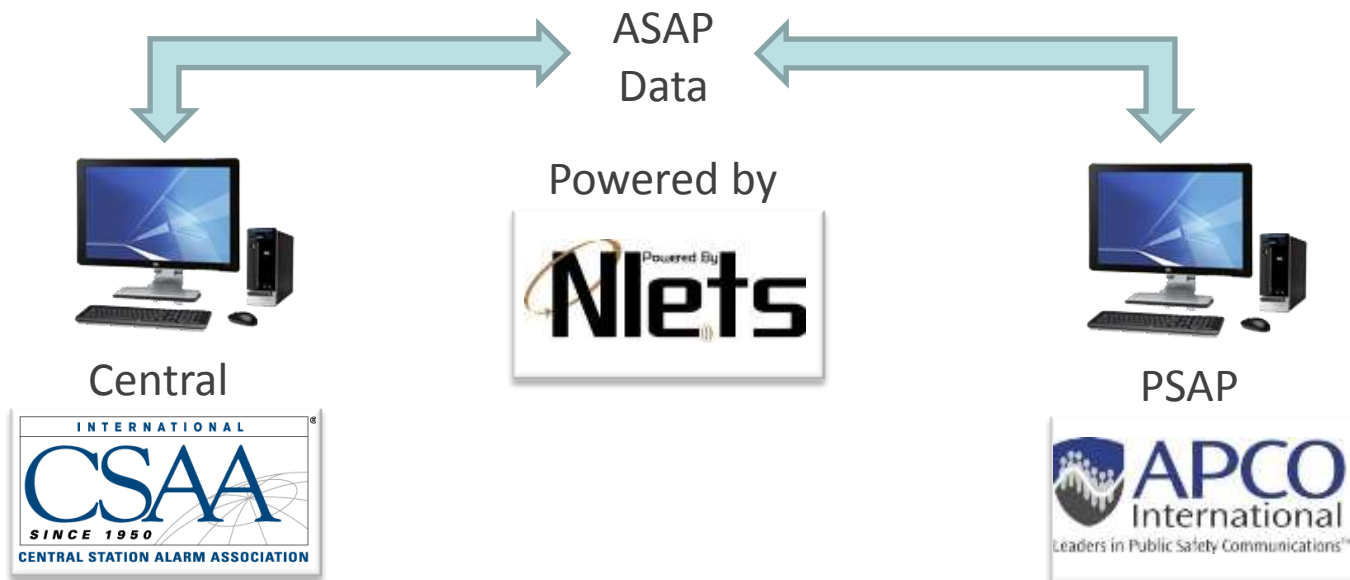 ASAP
Data
Powered by
Powered By
Nlets
Central
PSAP
INTERNATIONAL
®
CSAA
SINCE 1950
CENTRAL STATION ALARM ASSOCIATION
APCO
International
Leaders in Public Safety Communications™